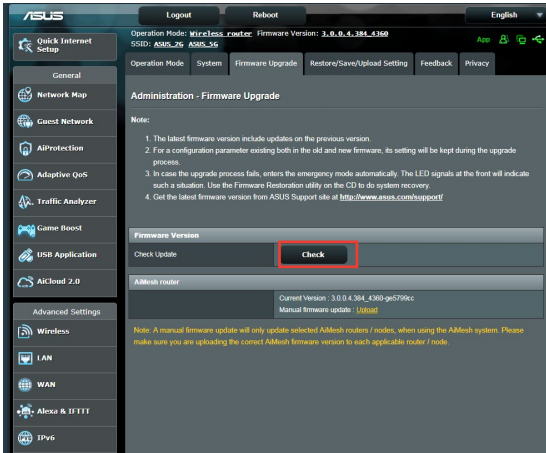 ASUS
Logout
Reboot
English
Quick Internet
Setup
Operation Mode: Wireless router Firmware Version: 3.0.0.4.384_4360
SSID: ASUS_2G ASUS_5G
App
Operation Mode
System
Firmware Upgrade
Restore/Save/Upload Setting
Feedback
Privacy
General
Network Map
Guest Network
AiProtection
Adaptive QoS
Traffic Analyzer
Game Boost
USB Application
AiCloud 2.0
Advanced Settings
Wireless
LAN
WAN
Alexa & IFTTT
IPv6
Administration - Firmware Upgrade
Note:
1. The latest firmware version include updates on the previous version.
2. For a configuration parameter existing both in the old and new firmware, its setting will be kept during the upgrade
process.
3. In case the upgrade process fails, enters the emergency mode automatically. The LED signals at the front will indicate
such a situation. Use the Firmware Restoration utility on the CD to do system recovery.
4. Get the latest firmware version from ASUS Support site at http://www.asus.com/support/
Firmware Version
Check Update
Check
AiMesh router
Current Version : 3.0.0.4.384_4360-ge5799cc
Manual firmware update : Upload
Note: A manual firmware update will only update selected AiMesh routers / nodes, when using the AiMesh system. Please
make sure you are uploading the correct AiMesh firmware version to each applicable router / node.